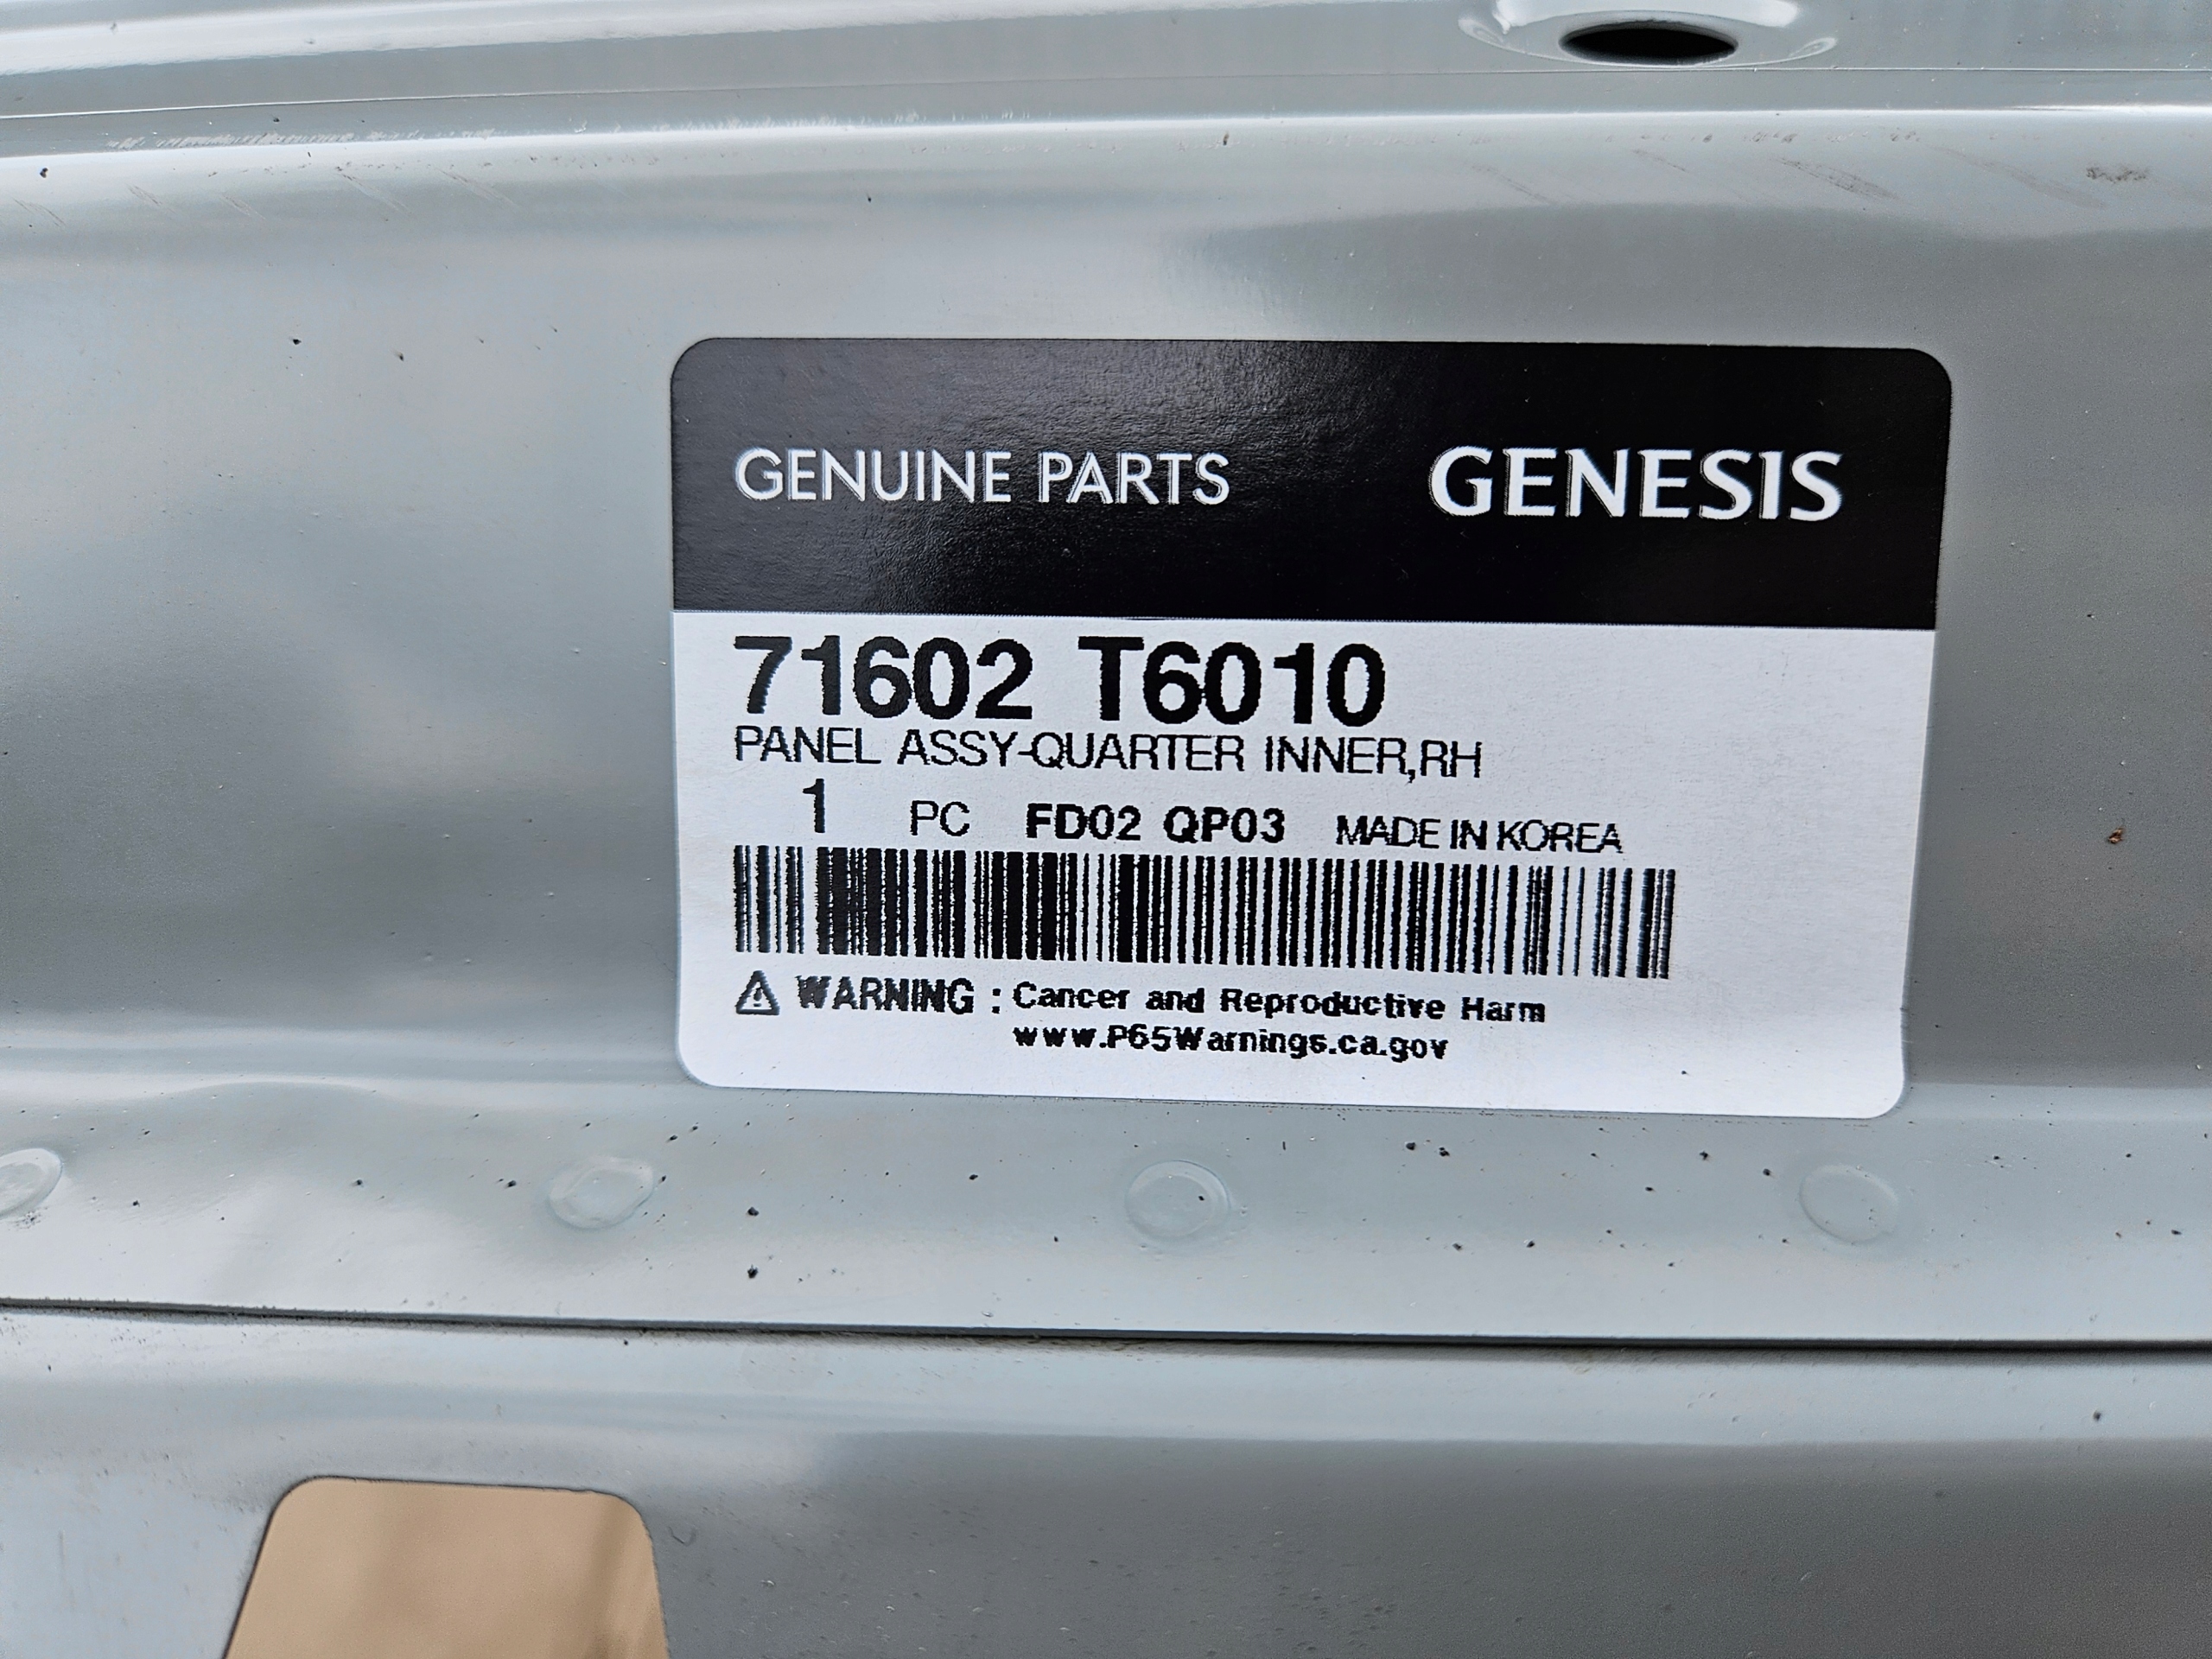 GENUINE PARTS GENESIS
71602 T6010
PANEL ASSY-QUARTER INNER,RH
1 PC FD02 QP03 MADE IN KOREA
⚠ WARNING : Cancer and Reproductive Harm
www.P65Warnings.ca.gov